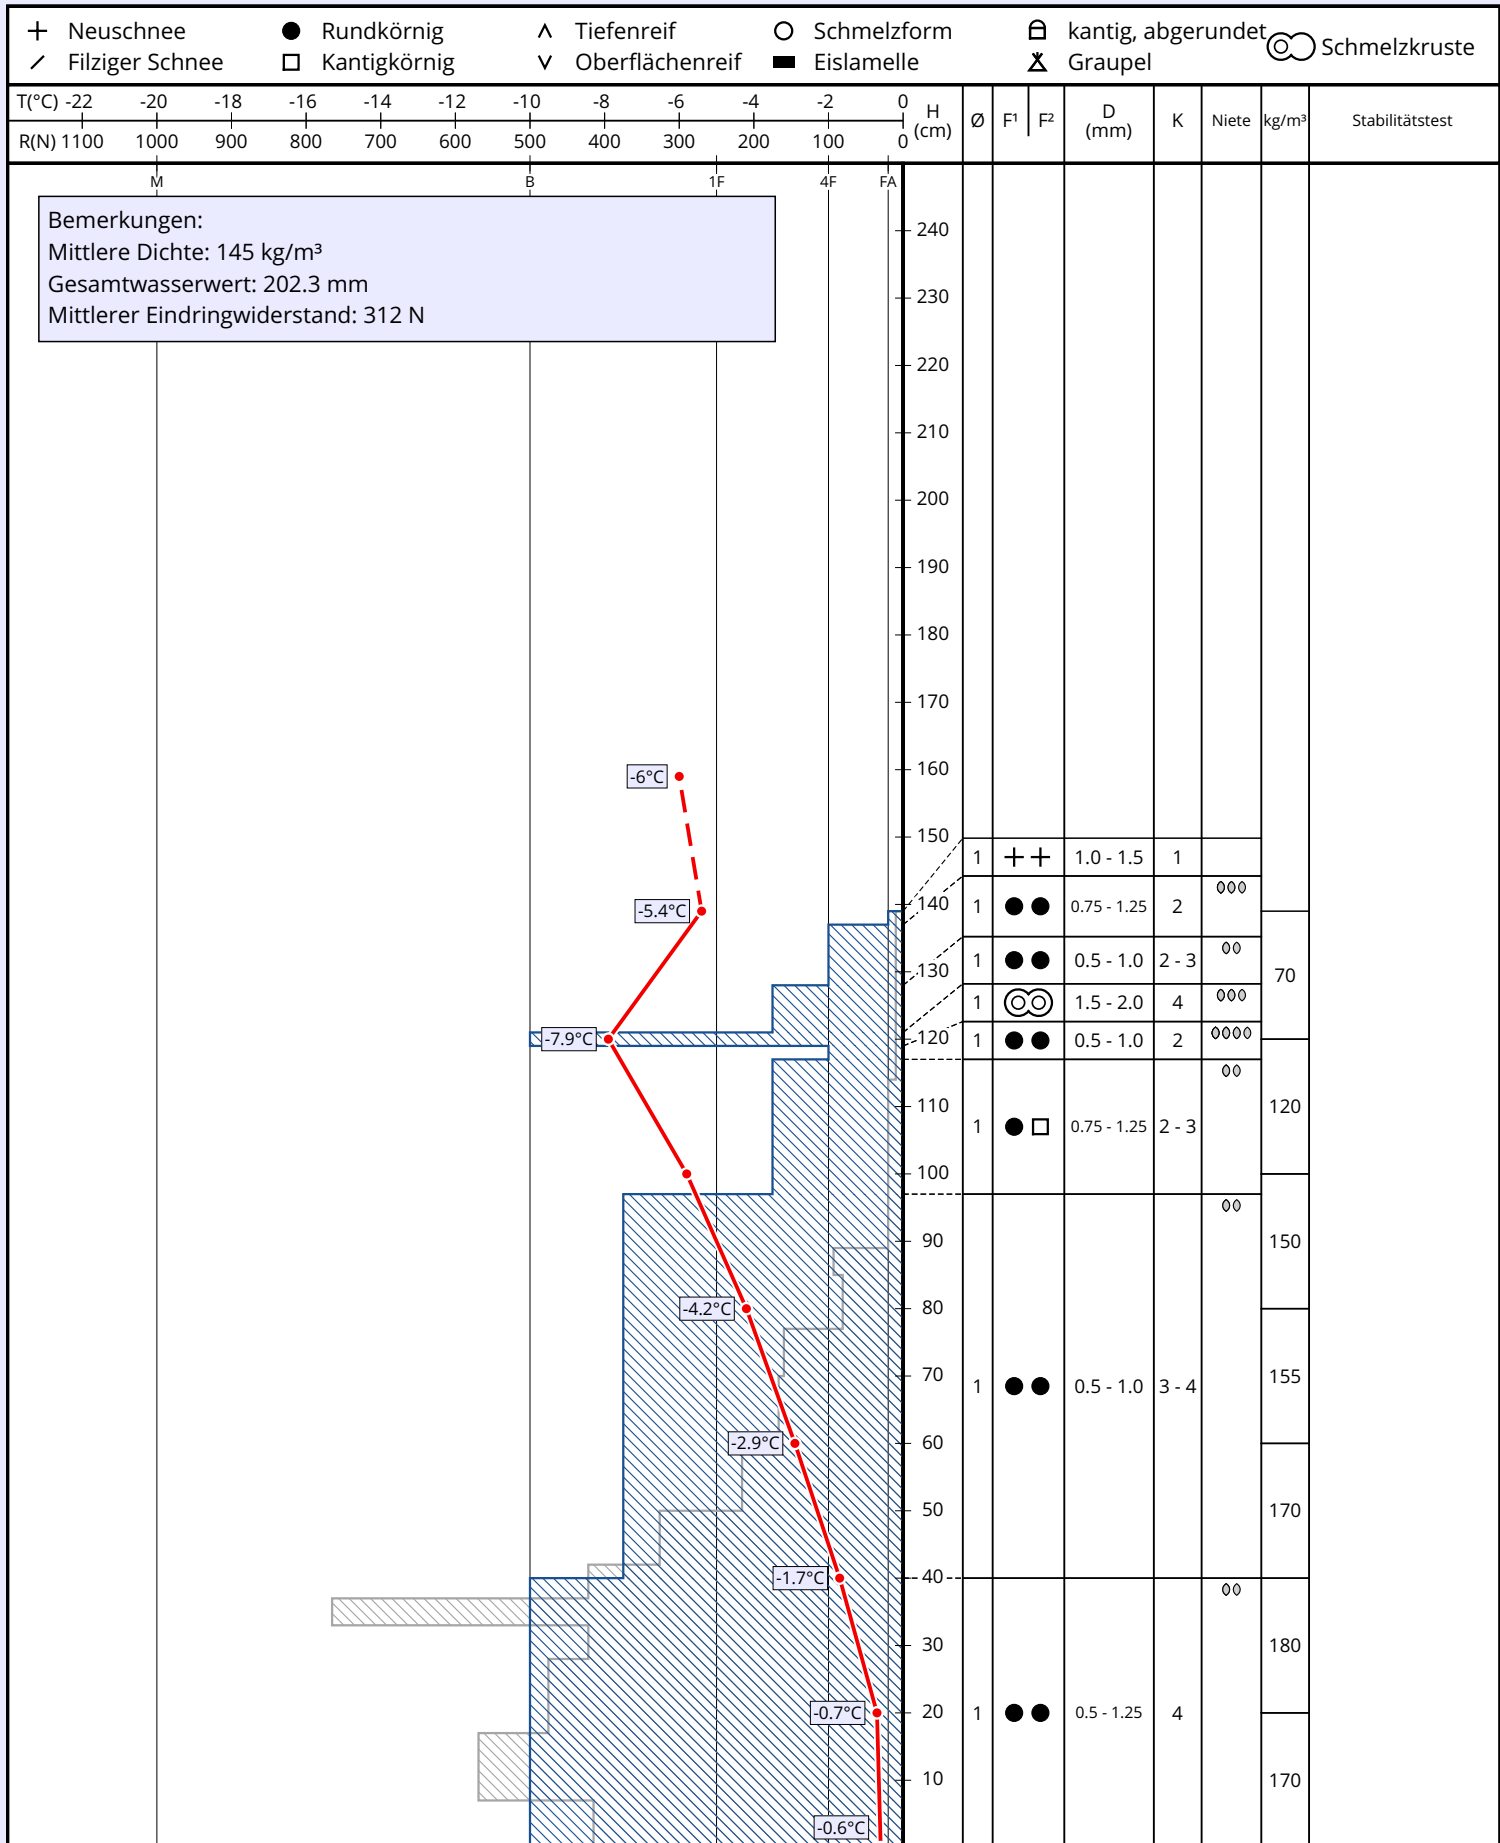 Neuschnee Rundkörnig Tiefenreif Schmelzform kantig, abgerundet Schmelzkruste
Filziger Schnee Kantigkörnig Oberflächenreif Eislamelle Graupel
T(°C) -22 -20 -18 -16 -14 -12 -10 -8 -6 -4 -2 0
R(N) 1100 1000 900 800 700 600 500 400 300 200 100 0
H (cm) Ø F¹ F² D (mm) K Niete kg/m³ Stabilitätstest
M B 1F 4F FA
Bemerkungen:
Mittlere Dichte: 145 kg/m³
Gesamtwasserwert: 202.3 mm
Mittlerer Eindringwiderstand: 312 N
240
230
220
210
200
190
180
170
-6°C 160
150
1 1.0 - 1.5 1
-5.4°C 140 1 0.75 - 1.25 2
130 1 0.5 - 1.0 2 - 3 70
1 1.5 - 2.0 4
-7.9°C 120 1 0.5 - 1.0 2
110 120
1 0.75 - 1.25 2 - 3
100
90 150
-4.2°C 80
70 155
1 0.5 - 1.0 3 - 4
-2.9°C 60
50 170
-1.7°C 40
30 180
-0.7°C 20 1 0.5 - 1.25 4
10 170
-0.6°C